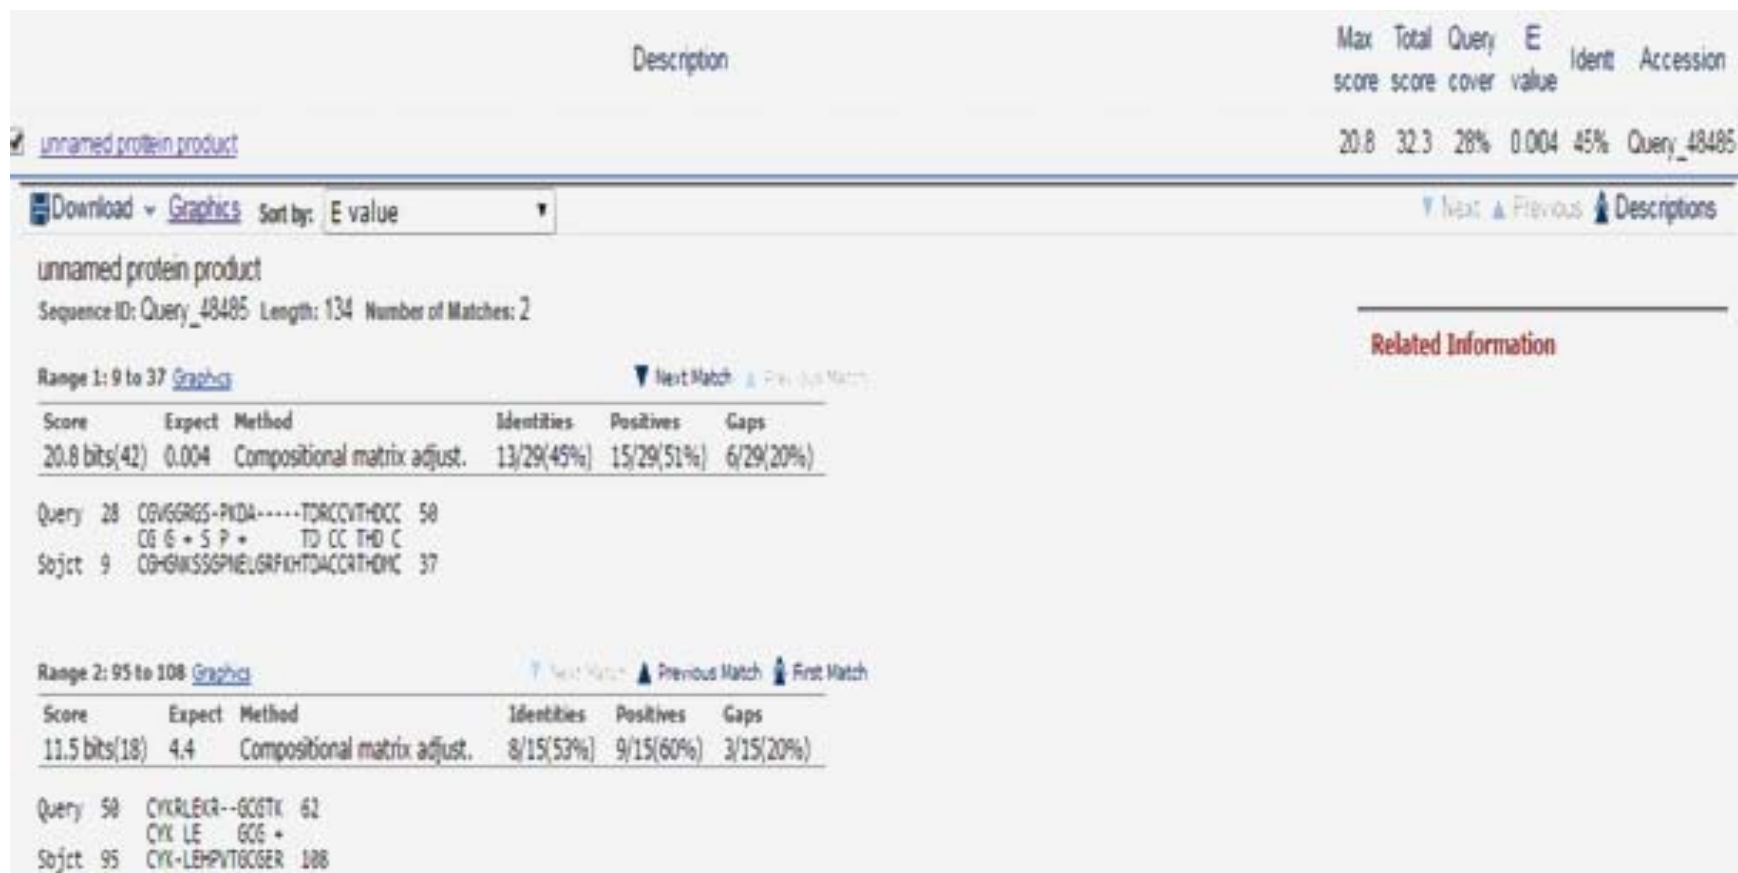 Description Max score Total score Query cover E value Ident Accession
unnamed protein product 20.8 32.3 28% 0.004 45% Query_48485
Download Graphics Sort by: E value Next Previous Descriptions
unnamed protein product
Sequence ID: Query_48485 Length: 134 Number of Matches: 2
Related Information
Range 1: 9 to 37 Graphics Next Match Previous Match
Score Expect Method Identities Positives Gaps
20.8 bits(42) 0.004 Compositional matrix adjust. 13/29(45%) 15/29(51%) 6/29(20%)
Query 28 CGVGGRGS-PKDA-----TDRCCVTHDCC 50
CG G + S P + TD CC THD C
Sbjct 9 CGHGNKSSGPNELGRFKHTDACCRTHDMC 37
Range 2: 95 to 108 Graphics Next Match Previous Match First Match
Score Expect Method Identities Positives Gaps
11.5 bits(18) 4.4 Compositional matrix adjust. 8/15(53%) 9/15(60%) 3/15(20%)
Query 50 CYKRLEKR--GCGTK 62
CYK LE GCG +
Sbjct 95 CYK-LEHPVTGCGER 108